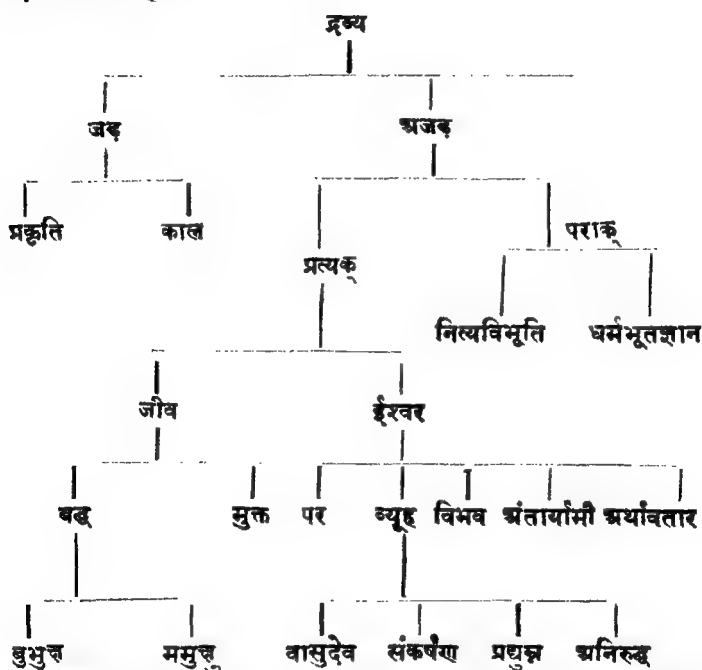 द्रव्य
जड़ अजड़
प्रकृति काल
प्रत्यक् पराक्
नित्यविभूति धर्मभूतज्ञान
जीव ईश्वर
बद्ध मुक्त पर व्यूह विभव अंतार्यामी अर्थावतार
बुभुक्षु ममुक्षु वासुदेव संकर्षण प्रद्युम्न अनिरुद्ध